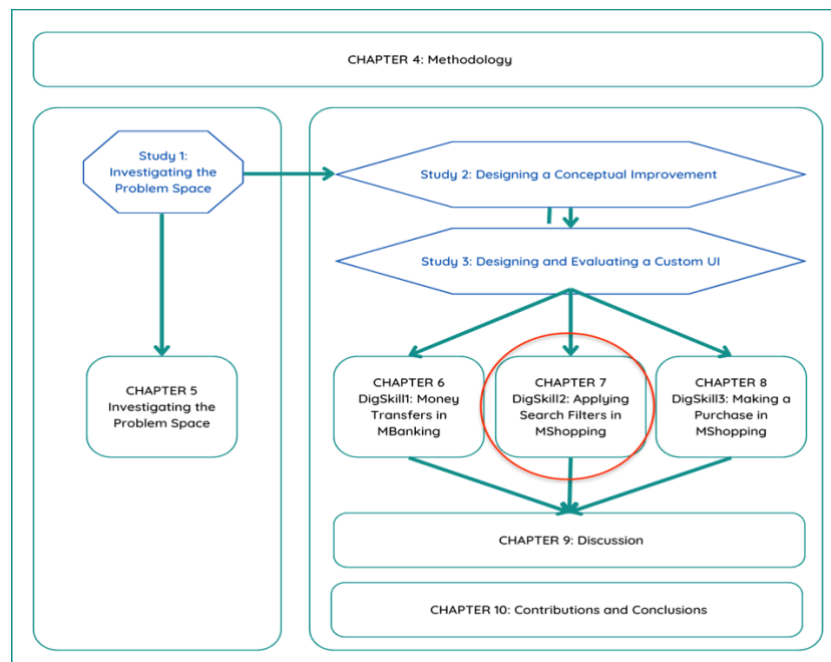 CHAPTER 4: Methodology
Study 1:
Investigating the
Problem Space
Study 2: Designing a Conceptual Improvement
Study 3: Designing and Evaluating a Custom UI
CHAPTER 5
Investigating the
Problem Space
CHAPTER 6
DigSkill1: Money
Transfers in
MBanking
CHAPTER 7
DigSkill2: Applying
Search Filters in
MShopping
CHAPTER 8
DigSkill3: Making a
Purchase in
MShopping
CHAPTER 9: Discussion
CHAPTER 10: Contributions and Conclusions